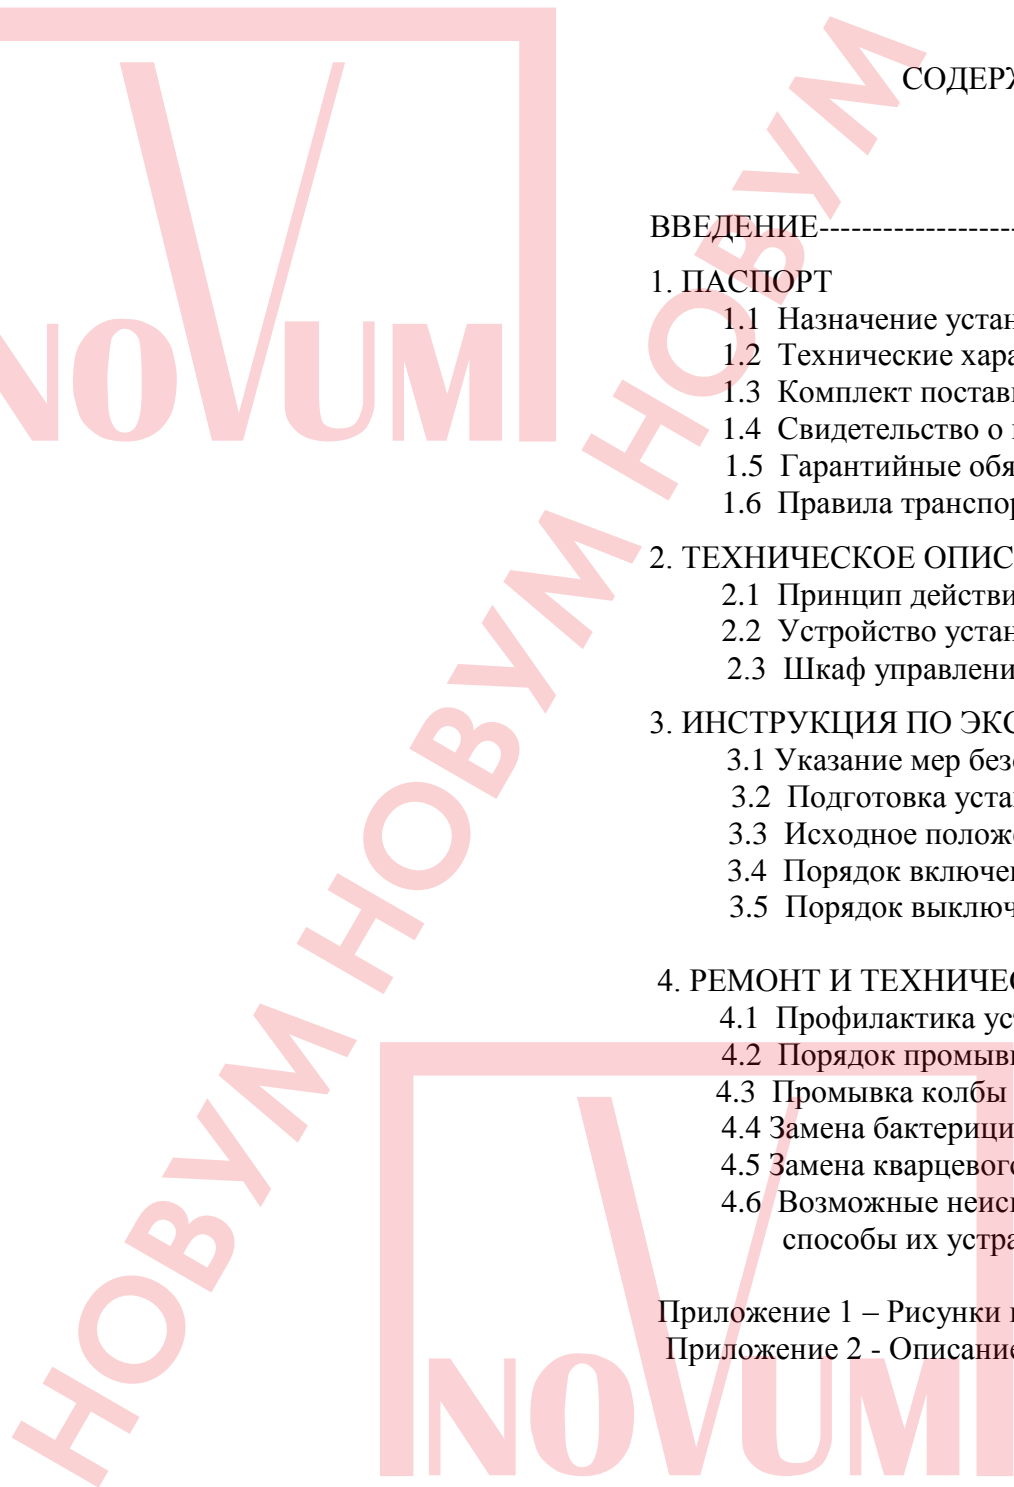 СОДЕРЖ
ВВЕДЕНИЕ------------------
1. ПАСПОРТ
1.1 Назначение устан
1.2 Технические хара
1.3 Комплект постав
1.4 Свидетельство о
1.5 Гарантийные обя
1.6 Правила транспор
2. ТЕХНИЧЕСКОЕ ОПИС
2.1 Принцип действи
2.2 Устройство устан
2.3 Шкаф управлени
3. ИНСТРУКЦИЯ ПО ЭКС
3.1 Указание мер без
3.2 Подготовка уста
3.3 Исходное полож
3.4 Порядок включе
3.5 Порядок выключ
4. РЕМОНТ И ТЕХНИЧЕС
4.1 Профилактика ус
4.2 Порядок промыв
4.3 Промывка колбы
4.4 Замена бактерици
4.5 Замена кварцевого
4.6 Возможные неис
способы их устра
Приложение 1 – Рисунки
Приложение 2 - Описание
NOVUM
НОВУМ НОВУМ НОВУМ
NOVUM